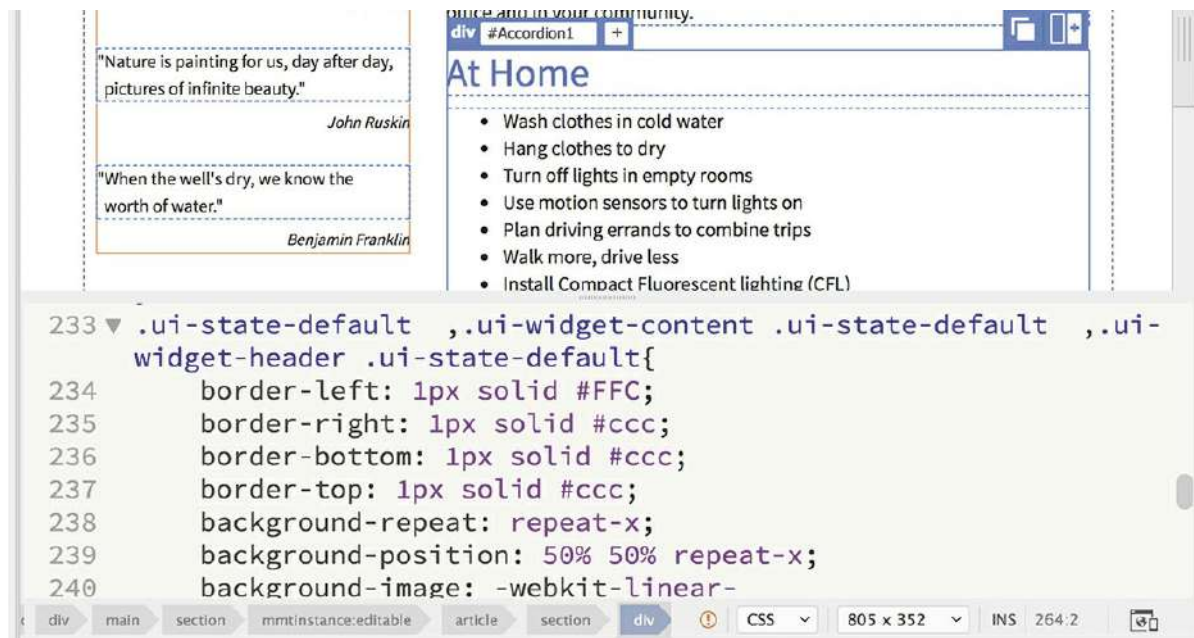 office and in your community.
div #Accordion1 +
At Home
"Nature is painting for us, day after day,
pictures of infinite beauty."
John Ruskin
"When the well's dry, we know the
worth of water."
Benjamin Franklin
• Wash clothes in cold water
• Hang clothes to dry
• Turn off lights in empty rooms
• Use motion sensors to turn lights on
• Plan driving errands to combine trips
• Walk more, drive less
• Install Compact Fluorescent lighting (CFL)
233 .ui-state-default ,.ui-widget-content .ui-state-default ,.ui-
widget-header .ui-state-default{
234 border-left: 1px solid #FFC;
235 border-right: 1px solid #ccc;
236 border-bottom: 1px solid #ccc;
237 border-top: 1px solid #ccc;
238 background-repeat: repeat-x;
239 background-position: 50% 50% repeat-x;
240 background-image: -webkit-linear-
div main section mmtinstance:editable article section div CSS 805 x 352 INS 264:2